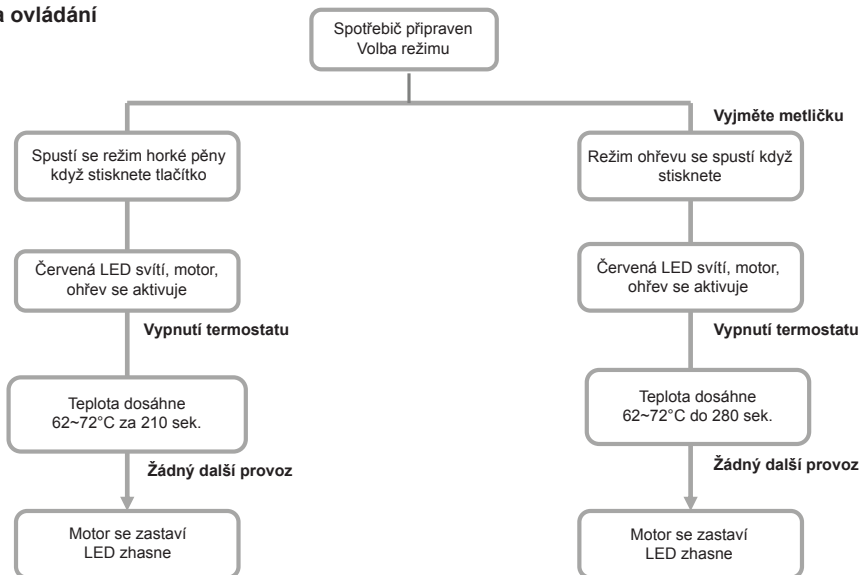 a ovládání
Spotřebič připraven
Volba režimu
Vyjměte metličku
Spustí se režim horké pěny
když stisknete tlačítko
Režim ohřevu se spustí když
stisknete
Červená LED svítí, motor,
ohřev se aktivuje
Červená LED svítí, motor,
ohřev se aktivuje
Vypnutí termostatu
Vypnutí termostatu
Teplota dosáhne
62~72°C za 210 sek.
Teplota dosáhne
62~72°C do 280 sek.
Žádný další provoz
Žádný další provoz
Motor se zastaví
LED zhasne
Motor se zastaví
LED zhasne